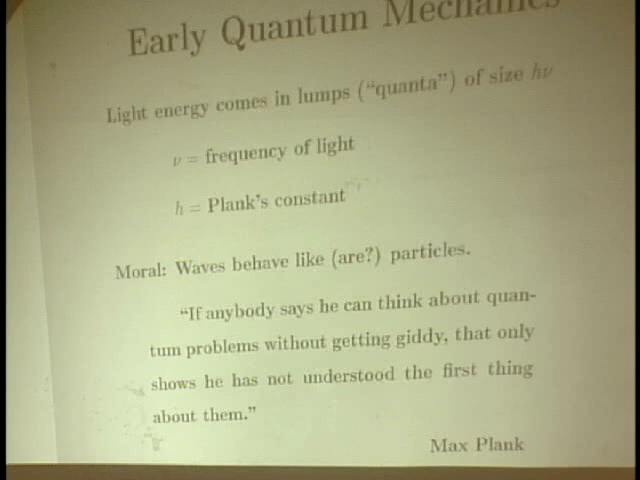 Early Quantum Mechanics
Light energy comes in lumps (“quanta”) of size hν
ν = frequency of light
h = Plank's constant
Moral: Waves behave like (are?) particles.
“If anybody says he can think about quan-
tum problems without getting giddy, that only
shows he has not understood the first thing
about them.”
Max Plank